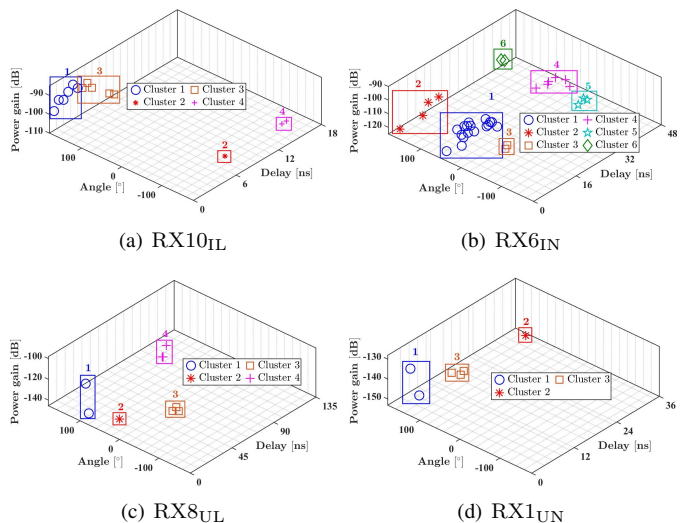 1
3
4
2
Cluster 1
Cluster 3
Cluster 2
Cluster 4
Power gain [dB]
-90
-100
-110
100
0
-100
Angle [°]
0
6
12
18
Delay [ns]
(a) RX10IL
6
4
2
1
5
3
Cluster 1
Cluster 4
Cluster 2
Cluster 5
Cluster 3
Cluster 6
Power gain [dB]
-90
-100
-110
-120
100
0
-100
Angle [°]
0
16
32
48
Delay [ns]
(b) RX6IN
4
1
3
2
Cluster 1
Cluster 3
Cluster 2
Cluster 4
Power gain [dB]
-100
-120
-140
100
0
-100
Angle [°]
0
45
90
135
Delay [ns]
(c) RX8UL
2
1
3
Cluster 1
Cluster 3
Cluster 2
Power gain [dB]
-130
-140
-150
100
0
-100
Angle [°]
0
12
24
36
Delay [ns]
(d) RX1UN